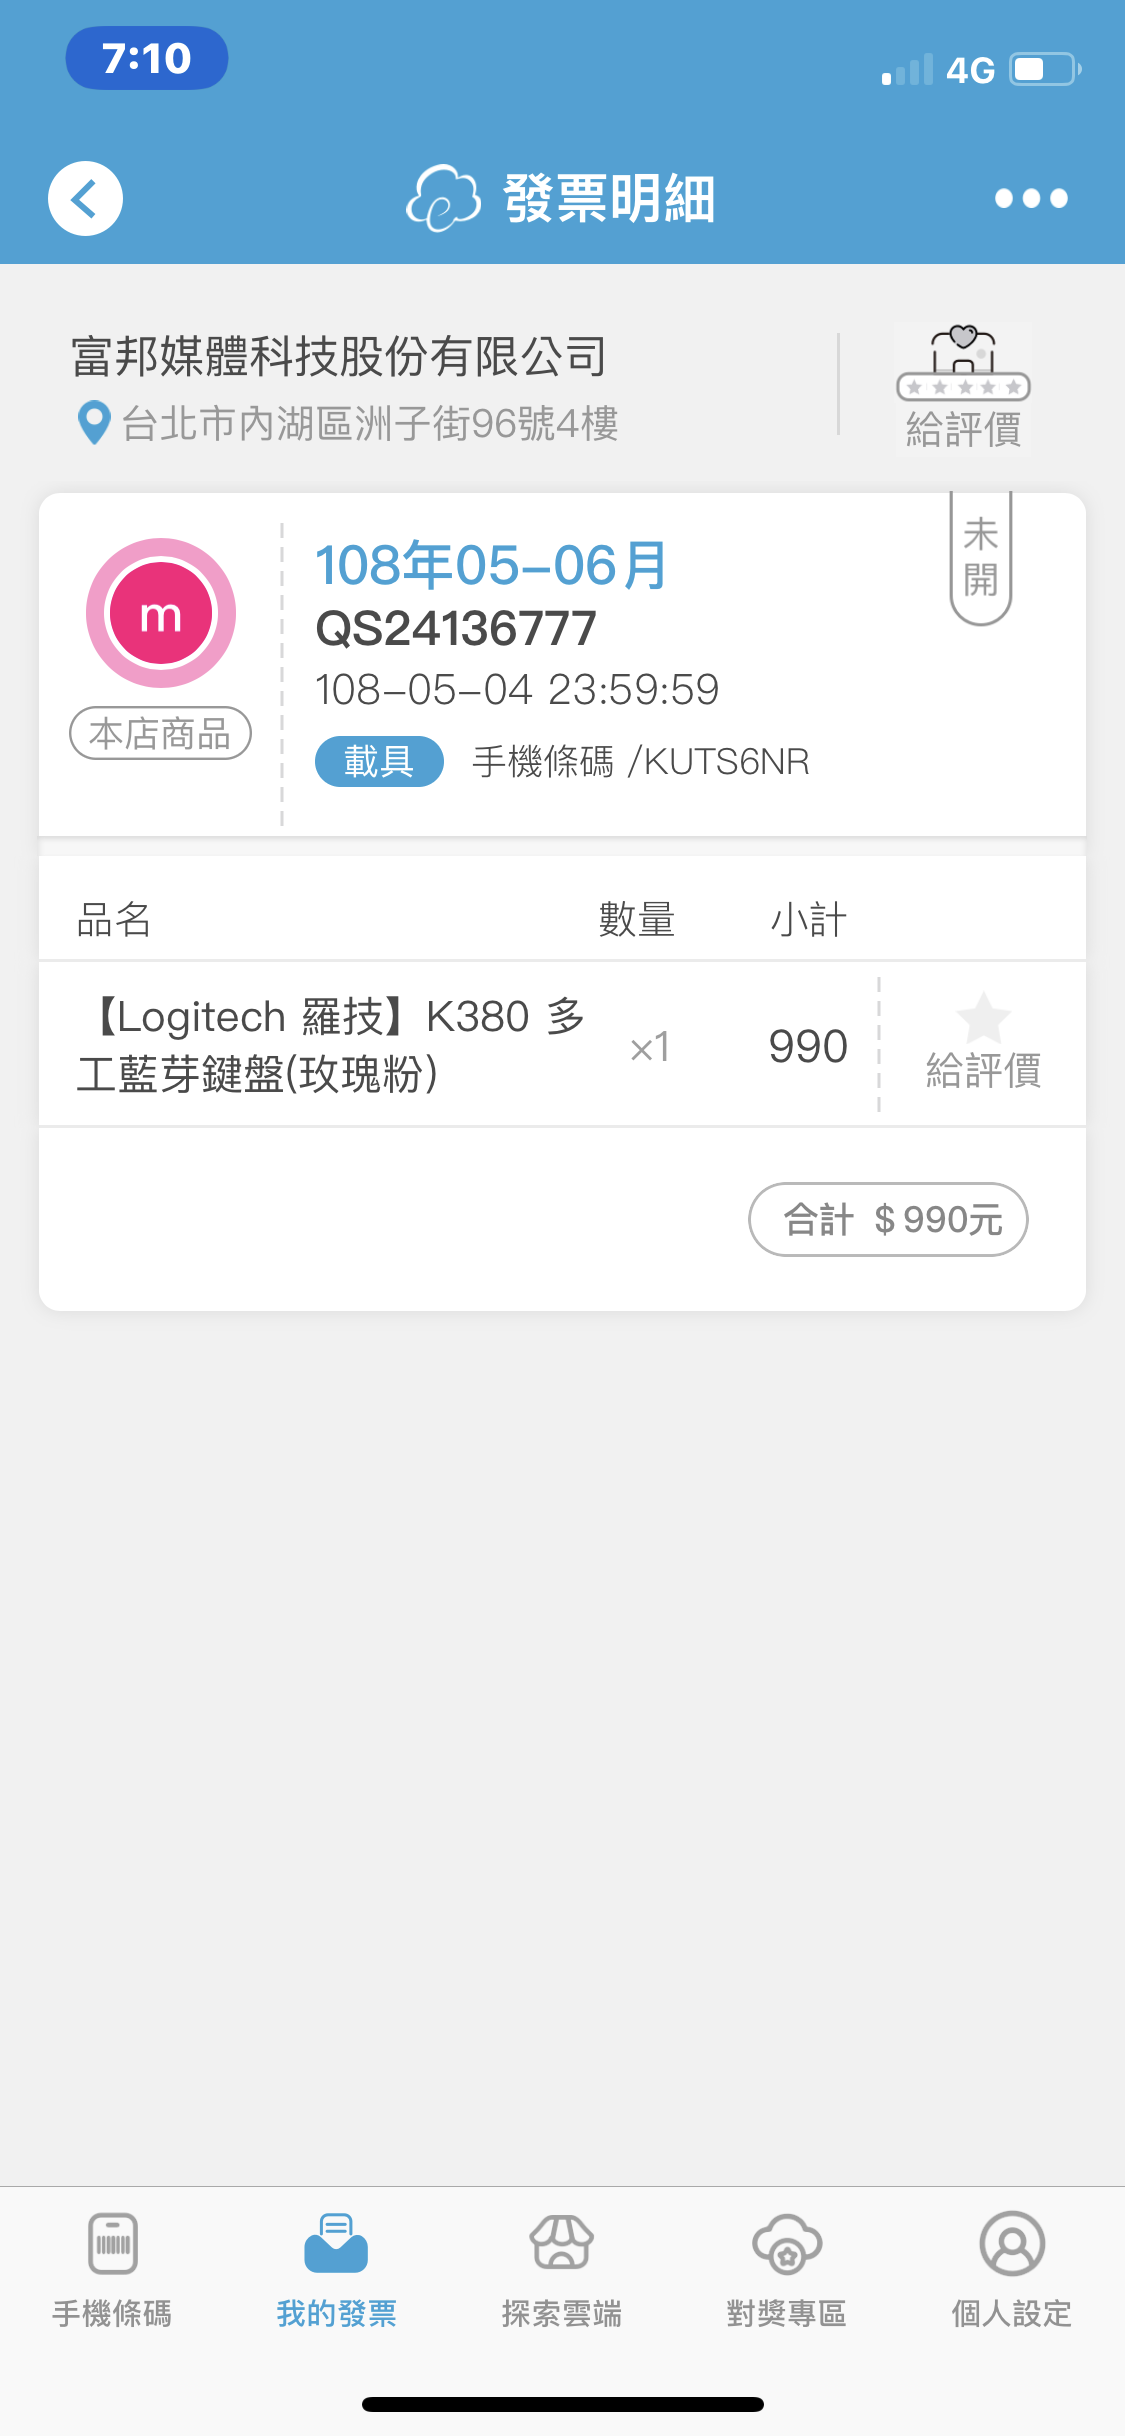 7:10
4G
發票明細
富邦媒體科技股份有限公司
台北市內湖區洲子街96號4樓
給評價
m
本店商品
108年05-06月
QS24136777
108-05-04 23:59:59
載具 手機條碼 /KUTS6NR
未開
品名 數量 小計
【Logitech 羅技】K380 多
工藍芽鍵盤(玫瑰粉)
×1 990
給評價
合計 $990元
手機條碼 我的發票 探索雲端 對獎專區 個人設定